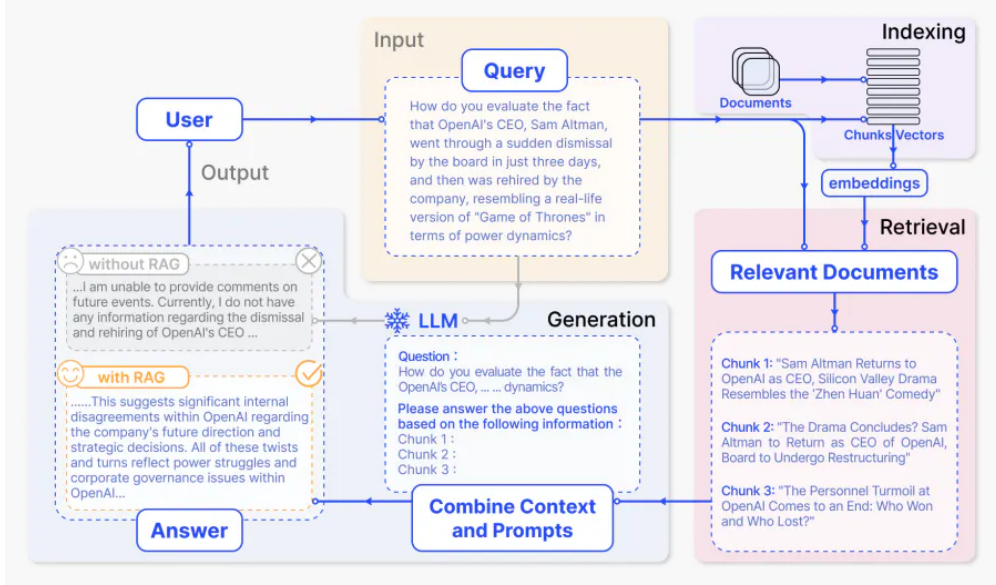 Input
Query
How do you evaluate the fact
that OpenAI's CEO, Sam Altman,
went through a sudden dismissal
by the board in just three days,
and then was rehired by the
company, resembling a real-life
version of "Game of Thrones" in
terms of power dynamics?
Indexing
Documents
Chunks Vectors
embeddings
User
Output
Retrieval
Relevant Documents
Chunk 1: "Sam Altman Returns to
OpenAI as CEO, Silicon Valley Drama
Resembles the 'Zhen Huan' Comedy"
Chunk 2: "The Drama Concludes? Sam
Altman to Return as CEO of OpenAI,
Board to Undergo Restructuring"
Chunk 3: "The Personnel Turmoil at
OpenAI Comes to an End: Who Won
and Who Lost?"
Generation
LLM
Question :
How do you evaluate the fact that the
OpenAI's CEO, ... ... dynamics?
Please answer the above questions
based on the following information :
Chunk 1 :
Chunk 2 :
Chunk 3 :
Combine Context
and Prompts
without RAG
...I am unable to provide comments on
future events. Currently, I do not have
any information regarding the dismissal
and rehiring of OpenAI's CEO ...
with RAG
......This suggests significant internal
disagreements within OpenAI regarding
the company's future direction and
strategic decisions. All of these twists
and turns reflect power struggles and
corporate governance issues within
OpenAI...
Answer